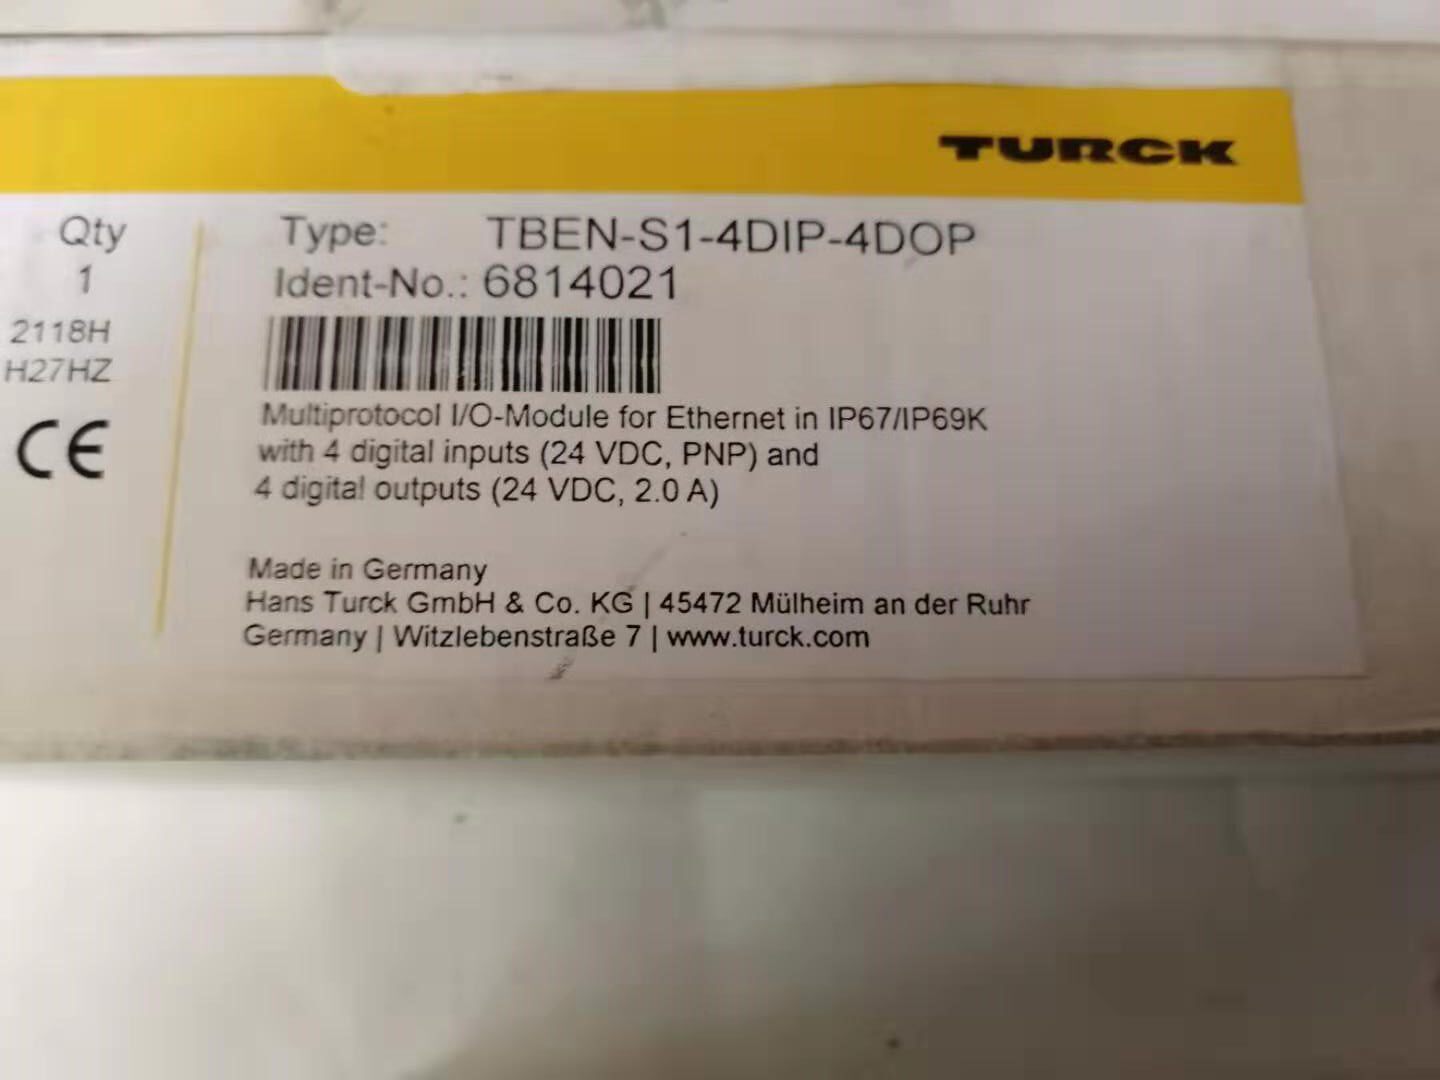 TURCK
Qty
1
2118H
H27HZ
CE
Type: TBEN-S1-4DIP-4DOP
Ident-No.: 6814021
Multiprotocol I/O-Module for Ethernet in IP67/IP69K
with 4 digital inputs (24 VDC, PNP) and
4 digital outputs (24 VDC, 2.0 A)
Made in Germany
Hans Turck GmbH & Co. KG | 45472 Mülheim an der Ruhr
Germany | Witzlebenstraße 7 | www.turck.com